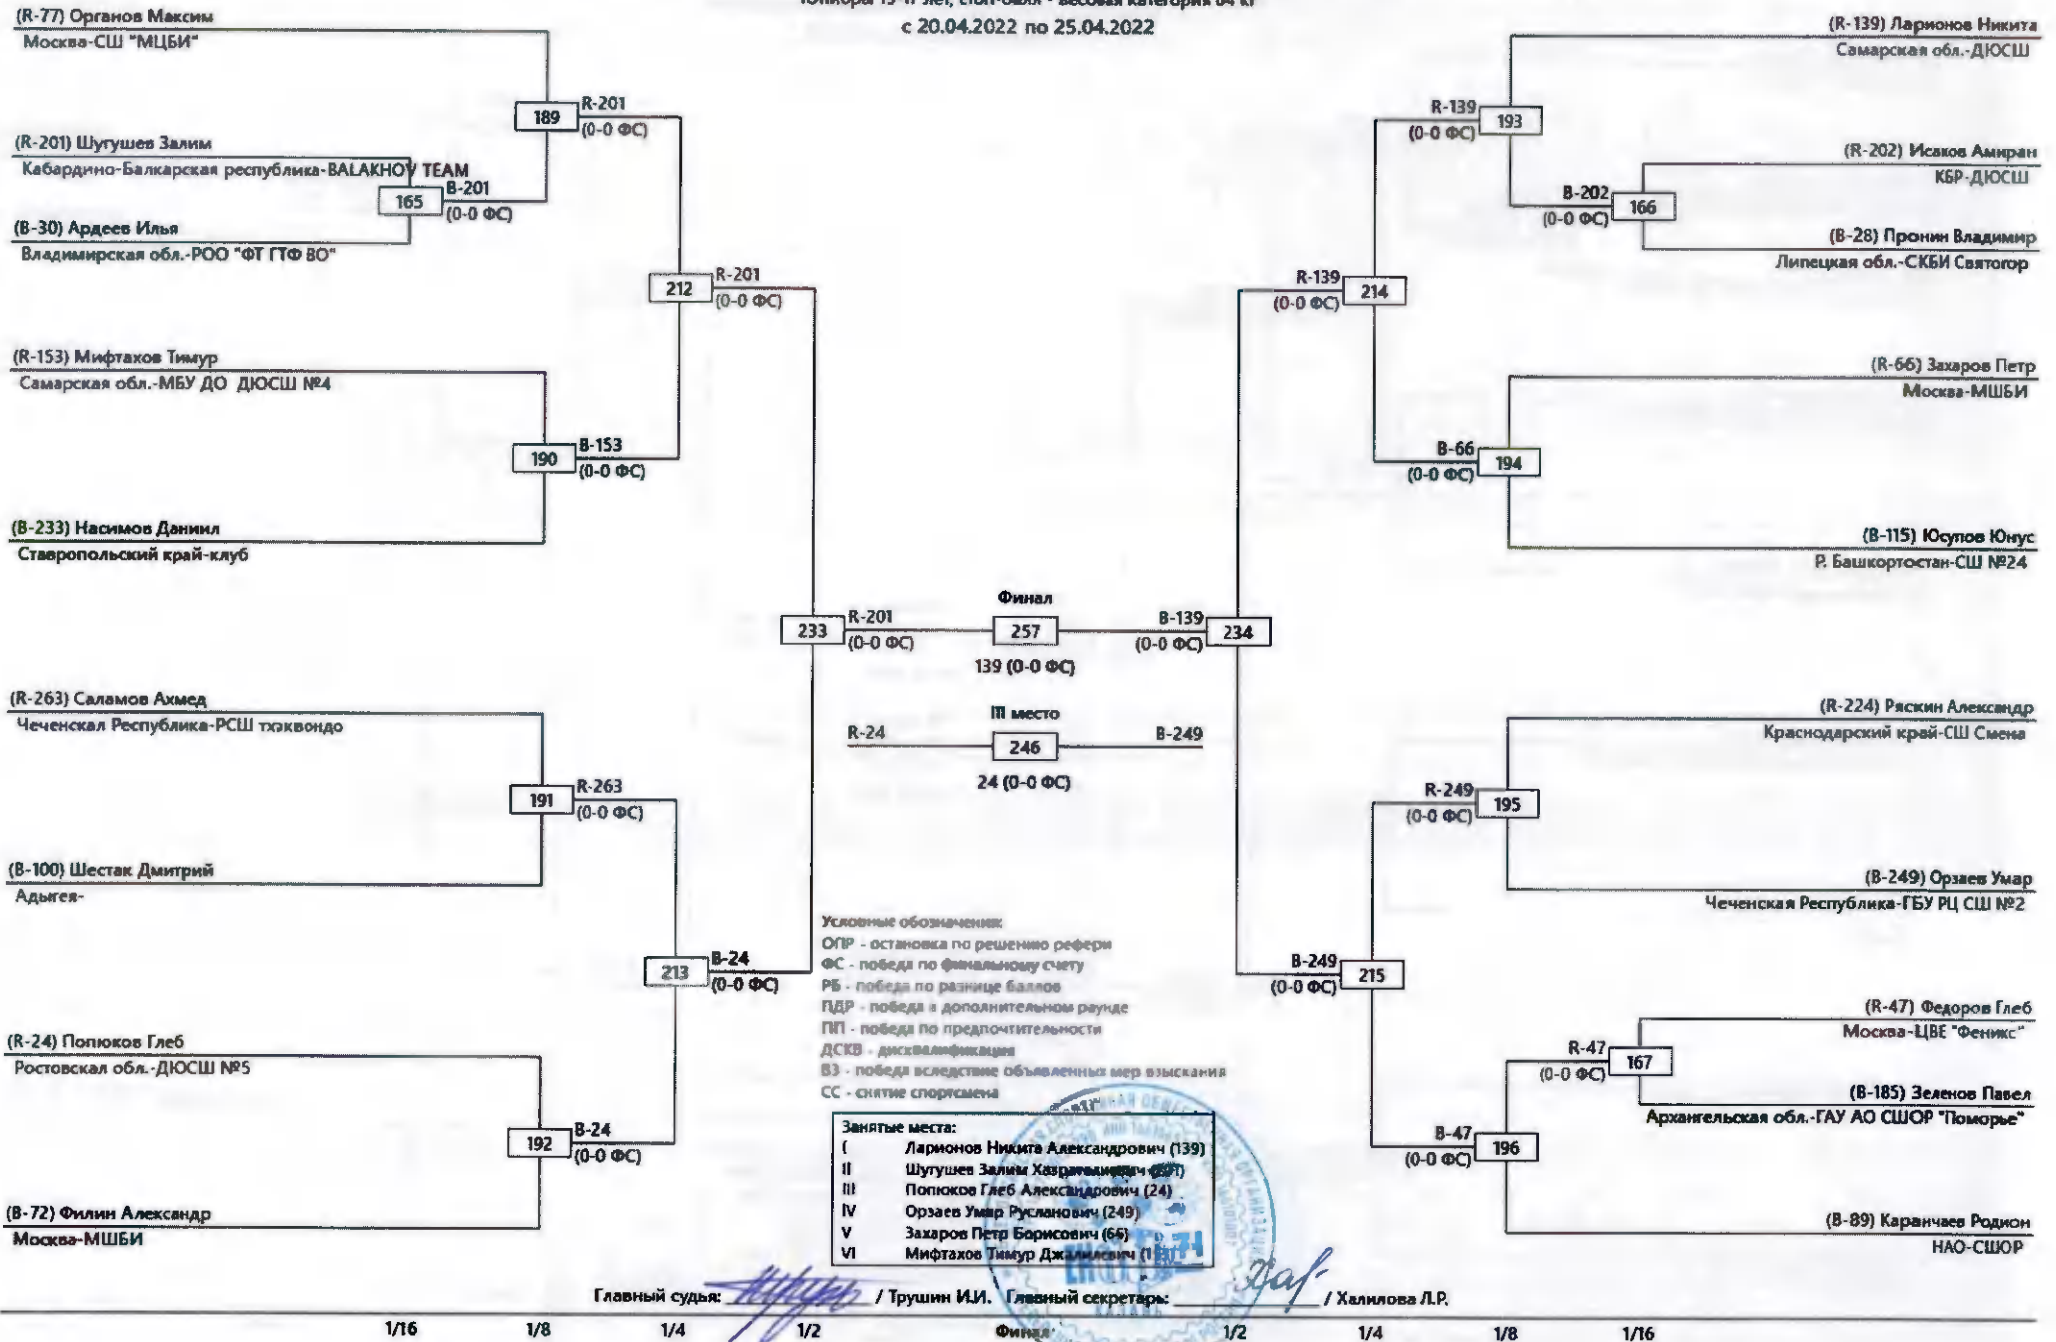 с 20.04.2022 по 25.04.2022
(R-77) Органов Максим
Москва-СШ "МЦБИ"
189
R-201
(0-0 ФС)
(R-201) Шугушев Залим
Кабардино-Балкарская республика-BALAKHOV TEAM
165
B-201
(0-0 ФС)
(B-30) Ардеев Илья
Владимирская обл.-РОО "ФТ ГТФ ВО"
212
R-201
(0-0 ФС)
(R-153) Мифтахов Тимур
Самарская обл.-МБУ ДО ДЮСШ №4
190
B-153
(0-0 ФС)
(B-233) Насимов Даниил
Ставропольский край-клуб
233
R-201
(0-0 ФС)
(R-263) Саламов Ахмед
Чеченская Республика-РСШ тхэквондо
191
R-263
(0-0 ФС)
(B-100) Шестак Дмитрий
Адыгея-
213
B-24
(0-0 ФС)
(R-24) Попюков Глеб
Ростовская обл.-ДЮСШ №5
192
B-24
(0-0 ФС)
(B-72) Филин Александр
Москва-МШБИ
Финал
257
139 (0-0 ФС)
III место
R-24
246
B-249
24 (0-0 ФС)
(R-139) Ларионов Никита
Самарская обл.-ДЮСШ
R-139
(0-0 ФС)
193
(R-202) Исаков Амиран
КБР-ДЮСШ
B-202
(0-0 ФС)
166
(B-28) Пронин Владимир
Липецкая обл.-СКБИ Святогор
R-139
(0-0 ФС)
214
(R-66) Захаров Петр
Москва-МШБИ
B-66
(0-0 ФС)
194
(B-115) Юсупов Юнус
Р. Башкортостан-СШ №24
B-139
(0-0 ФС)
234
(R-224) Ряскин Александр
Краснодарский край-СШ Смена
R-249
(0-0 ФС)
195
(B-249) Орзаев Умар
Чеченская Республика-ГБУ РЦ СШ №2
B-249
(0-0 ФС)
215
(R-47) Федоров Глеб
Москва-ЦВЕ "Феникс"
R-47
(0-0 ФС)
167
(B-185) Зеленов Павел
Архангельская обл.-ГАУ АО СШОР "Поморье"
B-47
(0-0 ФС)
196
(B-89) Каранчаев Родион
НАО-СШОР
Условные обозначения:
ОПР - остановка по решению рефери
ФС - победа по финальному счету
РБ - победа по разнице баллов
ПДР - победа в дополнительном раунде
ПП - победа по предпочтительности
ДСКВ - дисквалификация
ВЗ - победа вследствие объявленных мер взыскания
СС - снятие спортсмена
Занятые места:
I Ларионов Никита Александрович (139)
II Шугушев Залим
III Попюков Глеб Александрович (24)
IV Орзаев Умар Русланович (249)
V Захаров Петр Борисович (66)
VI Мифтахов Тимур Джалилевич
Главный судья: / Трушин И.И. Главный секретарь: / Халилова Л.Р.
1/16 1/8 1/4 1/2 Финал 1/2 1/4 1/8 1/16